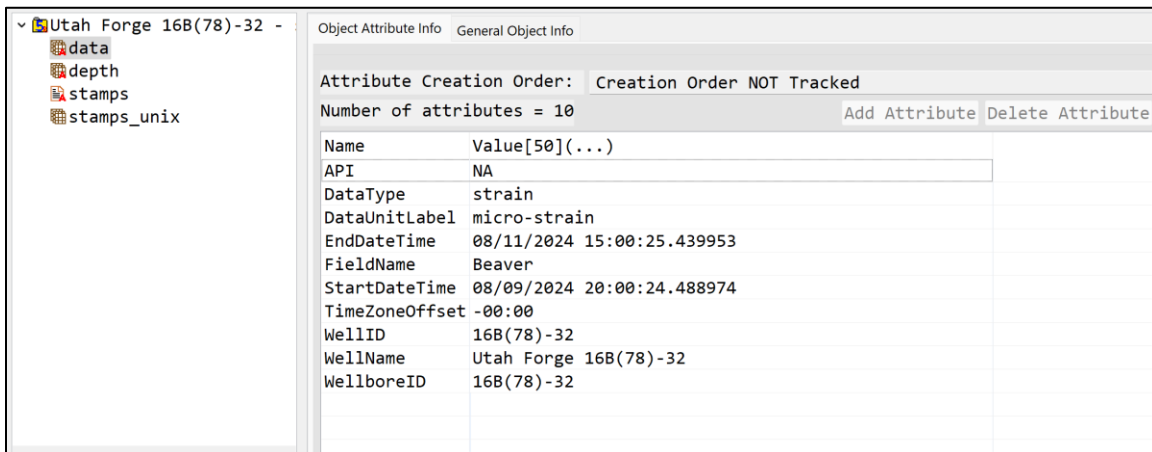 Utah Forge 16B(78)-32 -
data
depth
stamps
stamps_unix
Object Attribute Info General Object Info
Attribute Creation Order: Creation Order NOT Tracked
Number of attributes = 10 Add Attribute Delete Attribute
Name Value[50](...)
API NA
DataType strain
DataUnitLabel micro-strain
EndDateTime 08/11/2024 15:00:25.439953
FieldName Beaver
StartDateTime 08/09/2024 20:00:24.488974
TimeZoneOffset -00:00
WellID 16B(78)-32
WellName Utah Forge 16B(78)-32
WellboreID 16B(78)-32